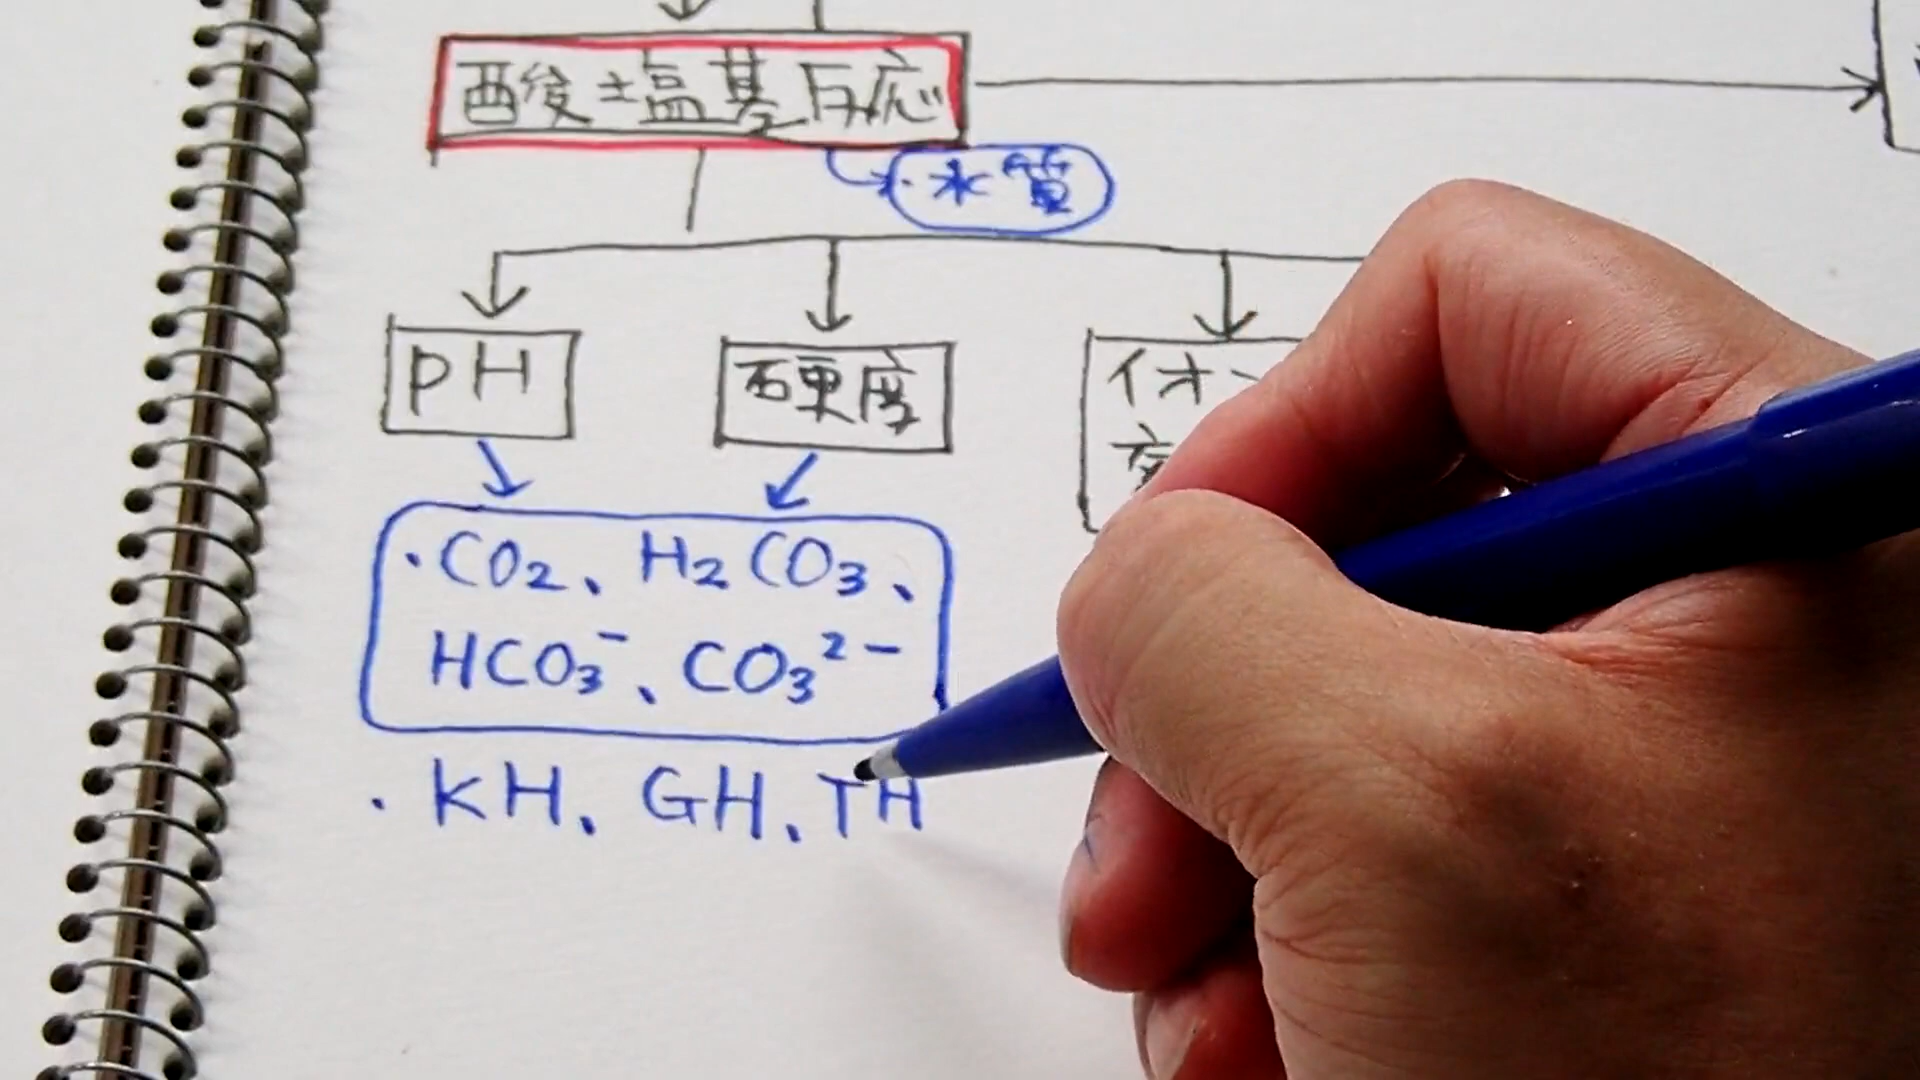 酸塩基反応
・水質
pH
硬度
イオン
・CO₂、H₂CO₃、
HCO₃⁻、CO₃²⁻
・KH、GH、TH